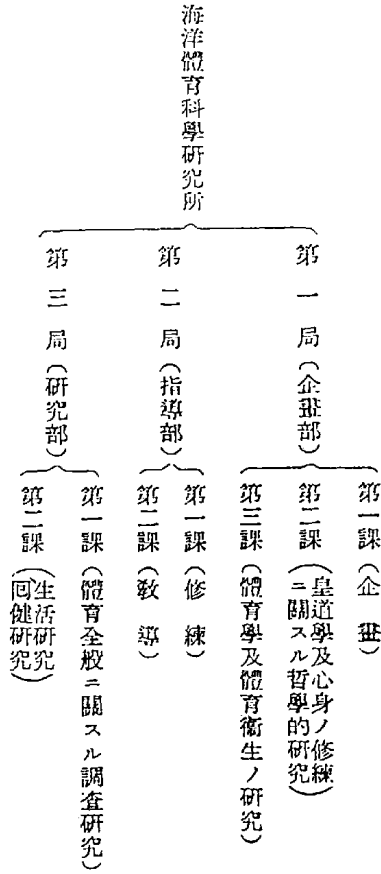 海洋體育科學研究所
第一局（企畫部）
第一課（企畫）
第二課（皇道學及心身ノ修練
ニ關スル哲學的研究）
第三課（體育學及體育衞生ノ研究）
第二局（指導部）
第一課（修練）
第二課（敎導）
第三局（研究部）
第一課（體育全般ニ關スル調査研究）
第二課（生活研究
回健研究）